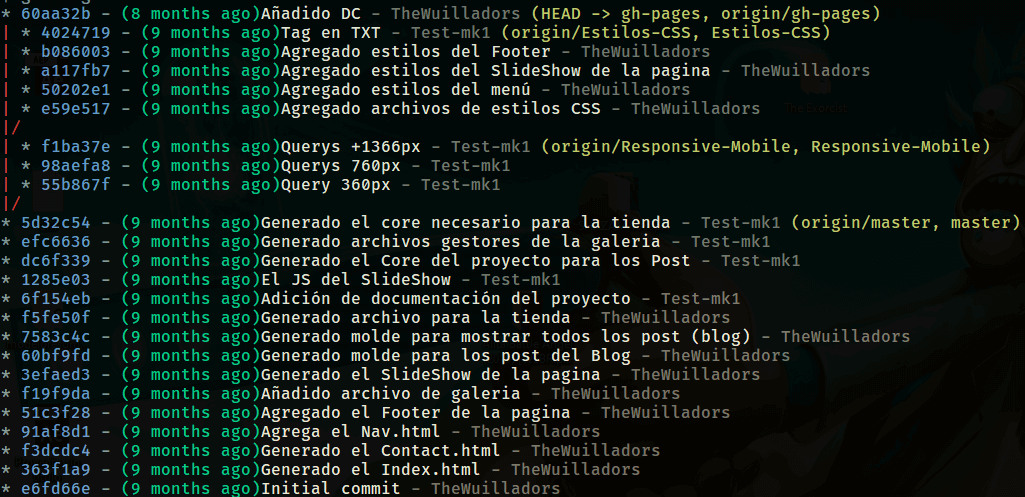 * 60aa32b - (8 months ago)Añadido DC - TheWuilladors (HEAD -> gh-pages, origin/gh-pages)
| * 4024719 - (9 months ago)Tag en TXT - Test-mk1 (origin/Estilos-CSS, Estilos-CSS)
| * b086003 - (9 months ago)Agregado estilos del Footer - TheWuilladors
| * a117fb7 - (9 months ago)Agregado estilos del SlideShow de la pagina - TheWuilladors
| * 50202e1 - (9 months ago)Agregado estilos del menú - TheWuilladors
| * e59e517 - (9 months ago)Agregado archivos de estilos CSS - TheWuilladors
|/
| * f1ba37e - (9 months ago)Querys +1366px - Test-mk1 (origin/Responsive-Mobile, Responsive-Mobile)
| * 98aefa8 - (9 months ago)Querys 760px - Test-mk1
| * 55b867f - (9 months ago)Query 360px - Test-mk1
|/
* 5d32c54 - (9 months ago)Generado el core necesario para la tienda - Test-mk1 (origin/master, master)
* efc6636 - (9 months ago)Generado archivos gestores de la galeria - Test-mk1
* dc6f339 - (9 months ago)Generado el Core del proyecto para los Post - Test-mk1
* 1285e03 - (9 months ago)El JS del SlideShow - Test-mk1
* 6f154eb - (9 months ago)Adición de documentación del proyecto - Test-mk1
* f5fe50f - (9 months ago)Generado archivo para la tienda - TheWuilladors
* 7583c4c - (9 months ago)Generado molde para mostrar todos los post (blog) - TheWuilladors
* 60bf9fd - (9 months ago)Generado molde para los post del Blog - TheWuilladors
* 3efaed3 - (9 months ago)Generado el SlideShow de la pagina - TheWuilladors
* f19f9da - (9 months ago)Añadido archivo de galeria - TheWuilladors
* 51c3f28 - (9 months ago)Agregado el Footer de la pagina - TheWuilladors
* 91af8d1 - (9 months ago)Agrega el Nav.html - TheWuilladors
* f3dcdc4 - (9 months ago)Generado el Contact.html - TheWuilladors
* 363f1a9 - (9 months ago)Generado el Index.html - TheWuilladors
* e6fd66e - (9 months ago)Initial commit - TheWuilladors